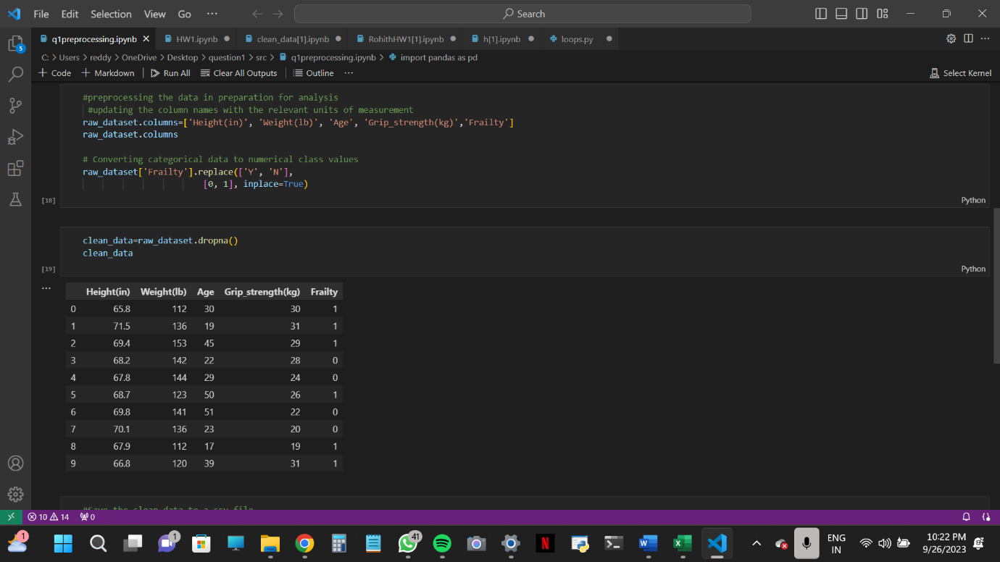 File Edit Selection View Go ··· Search
q1preprocessing.ipynb HW1.ipynb clean_data[1].ipynb RohithHW1[1].ipynb h[1].ipynb loops.py
C: > Users > reddy > OneDrive > Desktop > question1 > src > q1preprocessing.ipynb > import pandas as pd
+ Code + Markdown | Run All Clear All Outputs | Outline ··· Select Kernel
#preprocessing the data in preparation for analysis
#updating the column names with the relevant units of measurement
raw_dataset.columns=['Height(in)', 'Weight(lb)', 'Age', 'Grip_strength(kg)','Frailty']
raw_dataset.columns
# Converting categorical data to numerical class values
raw_dataset['Frailty'].replace(['Y', 'N'],
[0, 1], inplace=True)
[18] Python
clean_data=raw_dataset.dropna()
clean_data
[19] Python
Height(in) Weight(lb) Age Grip_strength(kg) Frailty
0 65.8 112 30 30 1
1 71.5 136 19 31 1
2 69.4 153 45 29 1
3 68.2 142 22 28 0
4 67.8 144 29 24 0
5 68.7 123 50 26 1
6 69.8 141 51 22 0
7 70.1 136 23 20 0
8 67.9 112 17 19 1
9 66.8 120 39 31 1
#Save the clean data to a csv file
5
10 14 0
1 1 41 N ENG 10:22 PM
IN 9/26/2023